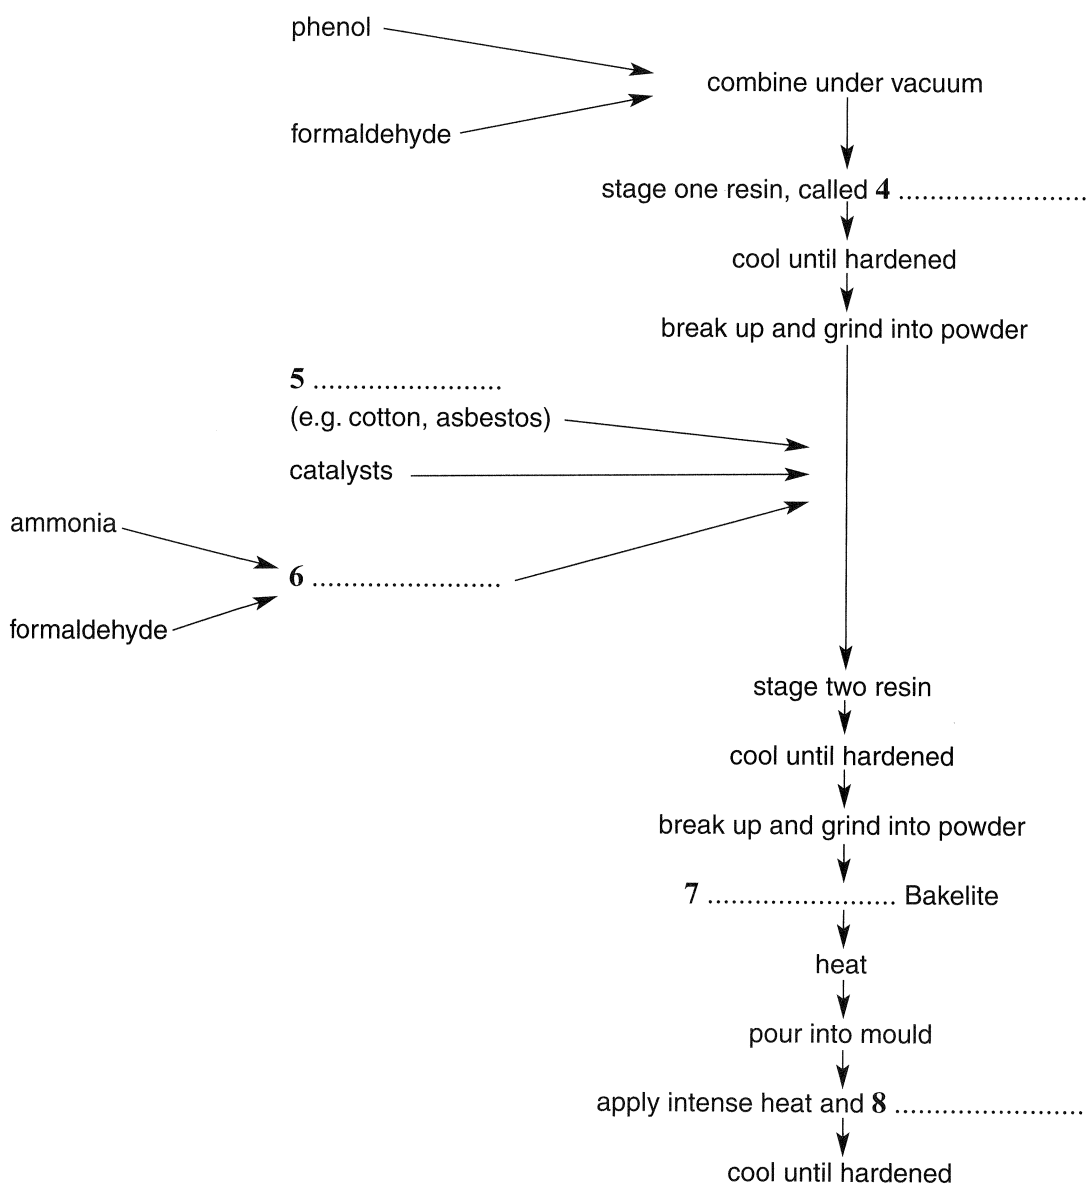 phenol
combine under vacuum
formaldehyde
stage one resin, called 4 ........................
cool until hardened
break up and grind into powder
5 ........................
(e.g. cotton, asbestos)
catalysts
ammonia
6 ........................
formaldehyde
stage two resin
cool until hardened
break up and grind into powder
7 ........................ Bakelite
heat
pour into mould
apply intense heat and 8 ........................
cool until hardened